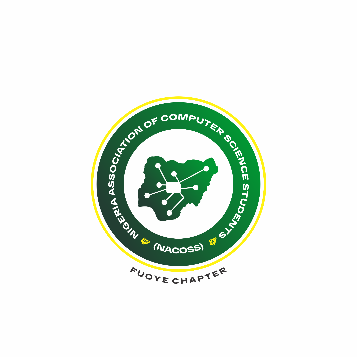 NIGERIA ASSOCIATION OF COMPUTER SCIENCE STUDENTS
(NACOSS)
FUOYE CHAPTER